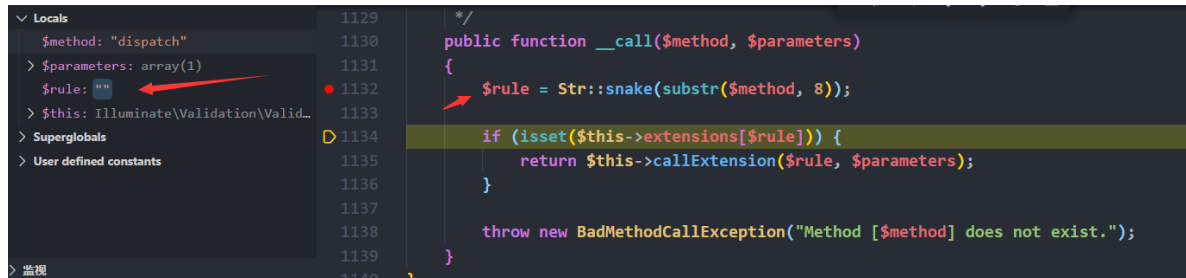 Locals
$method: "dispatch"
$parameters: array(1)
$rule: ""
$this: Illuminate\Validation\Valid…
Superglobals
User defined constants
监视
1129 */
1130 public function __call($method, $parameters)
1131 {
1132 $rule = Str::snake(substr($method, 8));
1133
1134 if (isset($this->extensions[$rule])) {
1135 return $this->callExtension($rule, $parameters);
1136 }
1137
1138 throw new BadMethodCallException("Method [$method] does not exist.");
1139 }